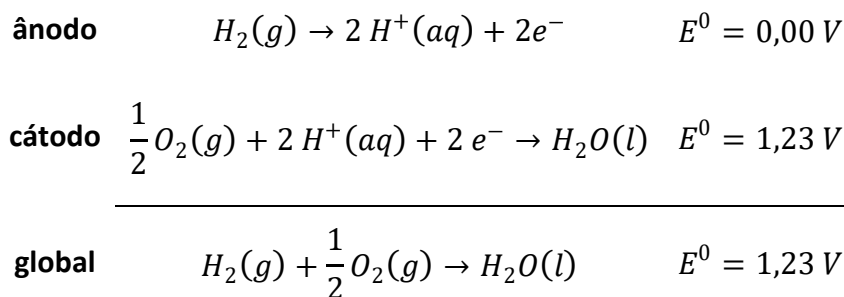 ânodo H₂(g) → 2 H⁺(aq) + 2e⁻ E⁰ = 0,00 V
cátodo 1/2 O₂(g) + 2 H⁺(aq) + 2 e⁻ → H₂O(l) E⁰ = 1,23 V
global H₂(g) + 1/2 O₂(g) → H₂O(l) E⁰ = 1,23 V